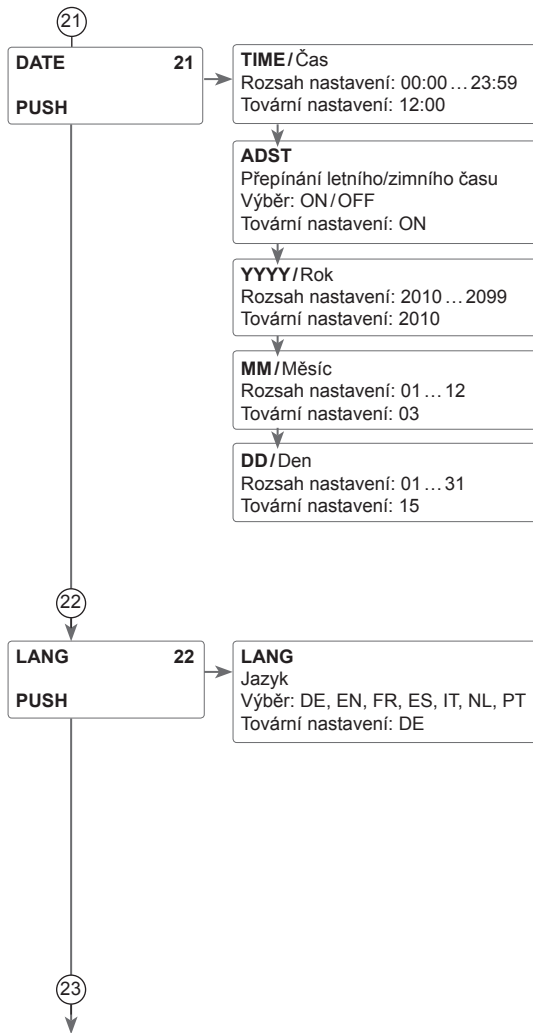 21
DATE 21
PUSH
TIME/Čas
Rozsah nastavení: 00:00…23:59
Tovární nastavení: 12:00
ADST
Přepínání letního/zimního času
Výběr: ON/OFF
Tovární nastavení: ON
YYYY/Rok
Rozsah nastavení: 2010…2099
Tovární nastavení: 2010
MM/Měsíc
Rozsah nastavení: 01…12
Tovární nastavení: 03
DD/Den
Rozsah nastavení: 01…31
Tovární nastavení: 15
22
LANG 22
PUSH
LANG
Jazyk
Výběr: DE, EN, FR, ES, IT, NL, PT
Tovární nastavení: DE
23